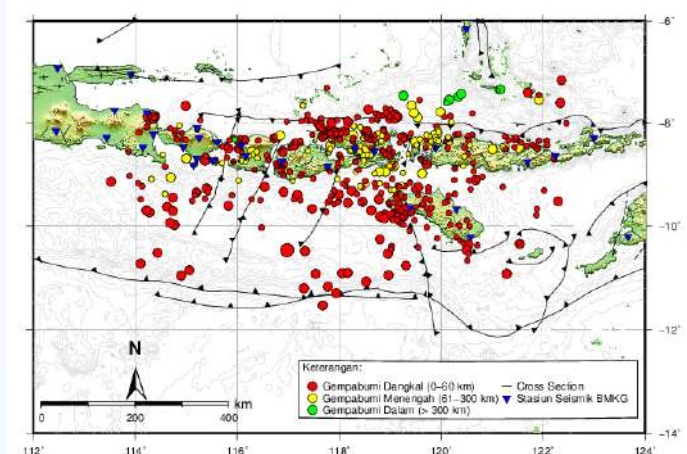 -6°
-8°
-10°
-12°
-14°
N
km
0 200 400
Keterangan:
Gempabumi Dangkal (0-60 km)
Cross Section
Gempabumi Menengah (61-300 km)
Stasiun Seismik BMKG
Gempabumi Dalam (> 300 km)
112° 114° 116° 118° 120° 122° 124°